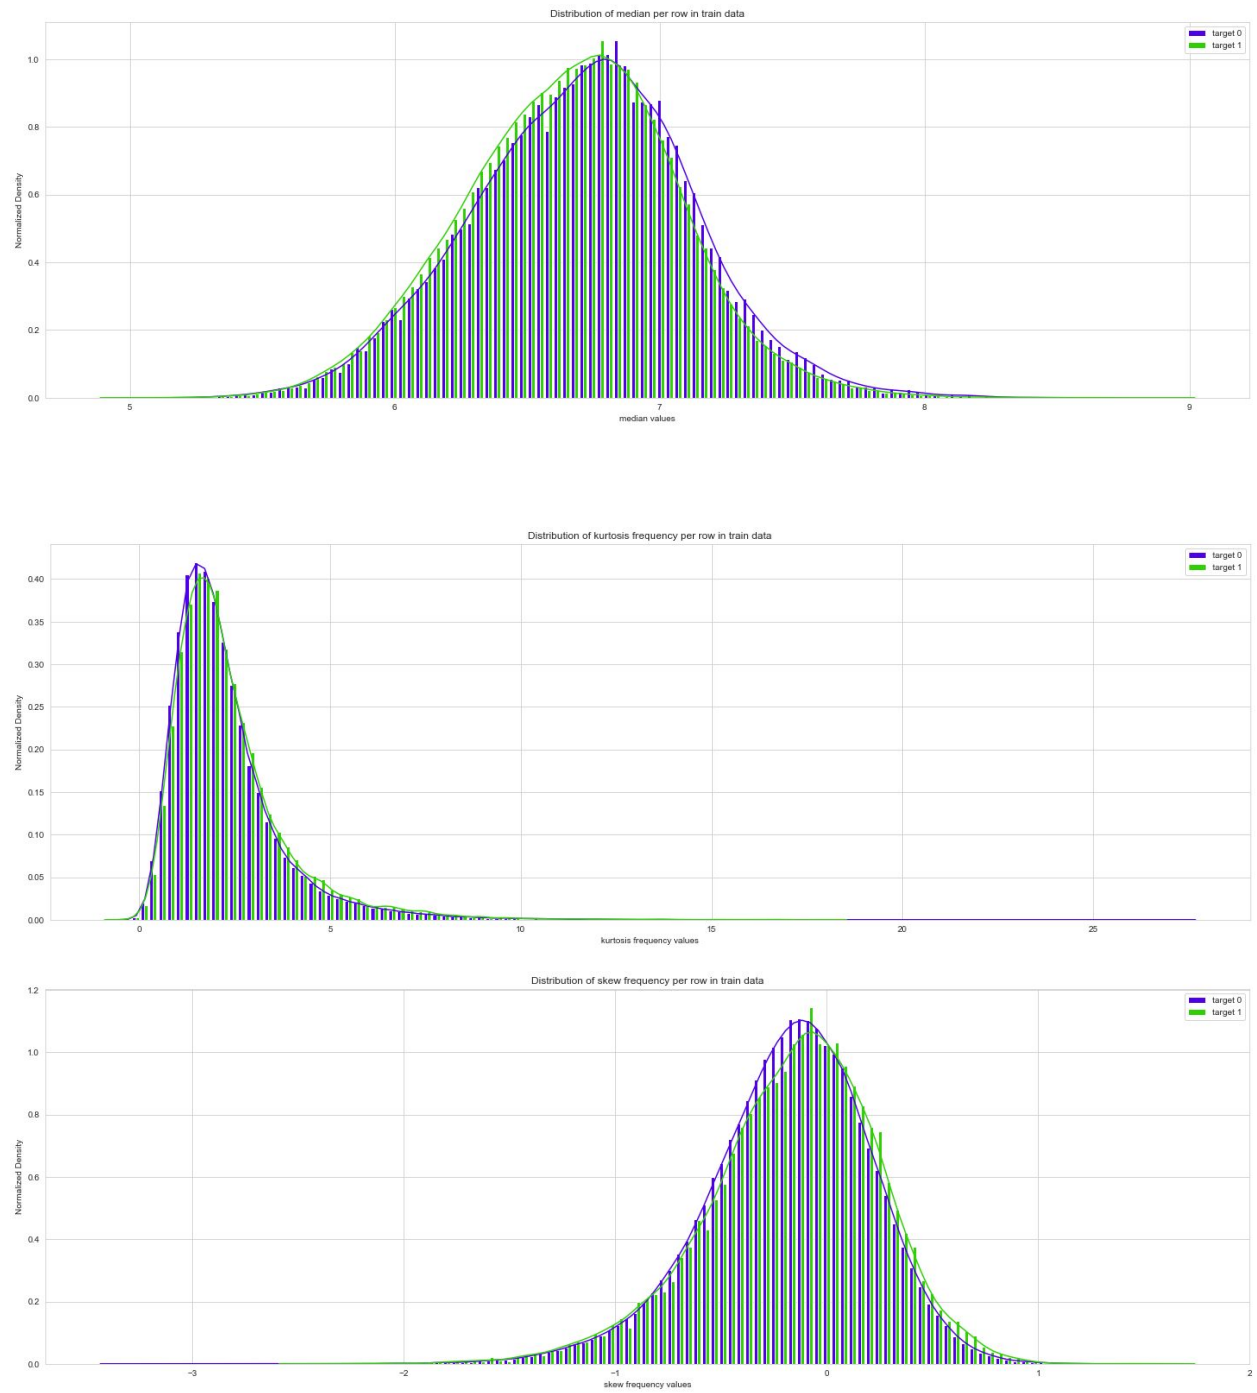 Distribution of median per row in train data
target 0
target 1
1.0
0.8
0.6
0.4
0.2
0.0
Normalized Density
5 6 7 8 9
median values
Distribution of kurtosis frequency per row in train data
target 0
target 1
0.40
0.35
0.30
0.25
0.20
0.15
0.10
0.05
0.00
Normalized Density
0 5 10 15 20 25
kurtosis frequency values
Distribution of skew frequency per row in train data
target 0
target 1
1.2
1.0
0.8
0.6
0.4
0.2
0.0
Normalized Density
−3 −2 −1 0 1 2
skew frequency values